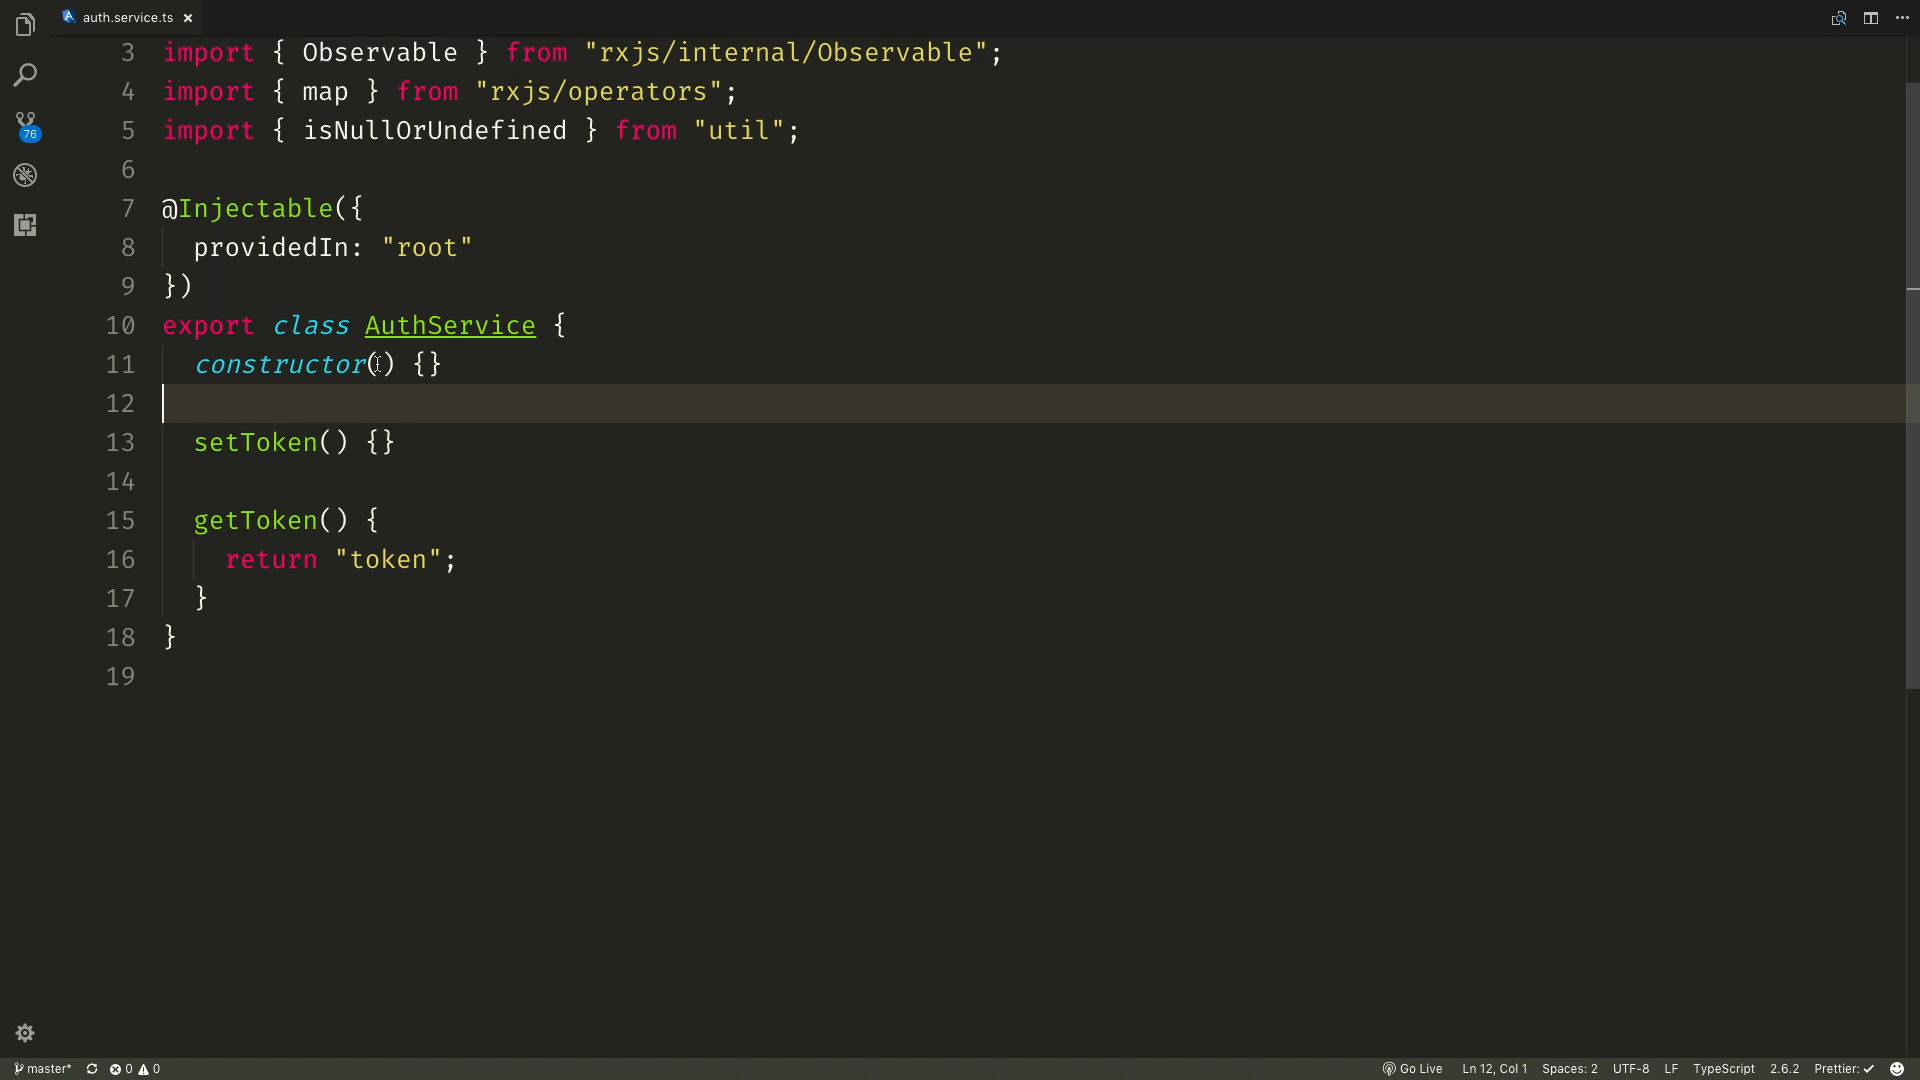 auth.service.ts ×
3 import { Observable } from "rxjs/internal/Observable";
4 import { map } from "rxjs/operators";
5 import { isNullOrUndefined } from "util";
6
7 @Injectable({
8 providedIn: "root"
9 })
10 export class AuthService {
11 constructor() {}
12
13 setToken() {}
14
15 getToken() {
16 return "token";
17 }
18 }
19
76
master* 0 0 Go Live Ln 12, Col 1 Spaces: 2 UTF-8 LF TypeScript 2.6.2 Prettier: ✓